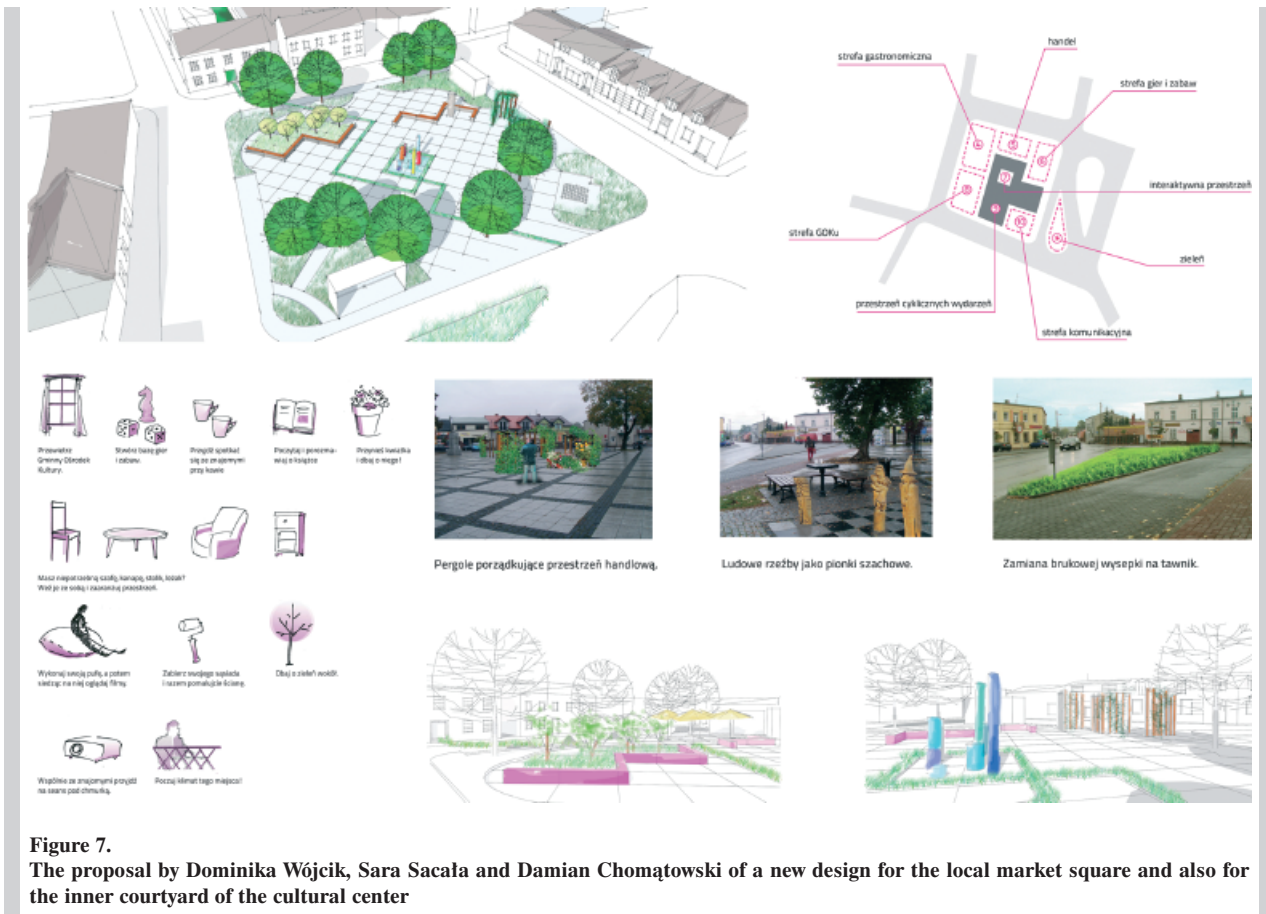 handel
strefa gastronomiczna
strefa gier i zabaw
interaktywna przestrzeń
strefa GOKu
zieleń
przestrzeń cyklicznych wydarzeń
strefa komunikacyjna
Przewietrz
Gminny Ośrodek
Kultury.
Stwórz bazę gier
i zabaw.
Przyjdź spotkać
się ze znajomymi
przy kawie
Poczytaj i porozma-
wiaj o książce
Przynieś kwiatka
i dbaj o niego!
Masz niepotrzebną szafę, kanapę, stolik, leżak?
Weź je ze sobą i zaaranżuj przestrzeń.
Wykonaj swoją pufę, a potem
siedząc na niej oglądaj filmy.
Zabierz swojego sąsiada
i razem pomalujcie ścianę.
Dbaj o zieleń wokół.
Wspólnie ze znajomymi przyjdź
na seans pod chmurką.
Poczuj klimat tego miejsca!
Pergole porządkujące przestrzeń handlową.
Ludowe rzeźby jako pionki szachowe.
Zamiana brukowej wysepki na tawnik.
Figure 7.
The proposal by Dominika Wójcik, Sara Sacała and Damian Chomątowski of a new design for the local market square and also for
the inner courtyard of the cultural center